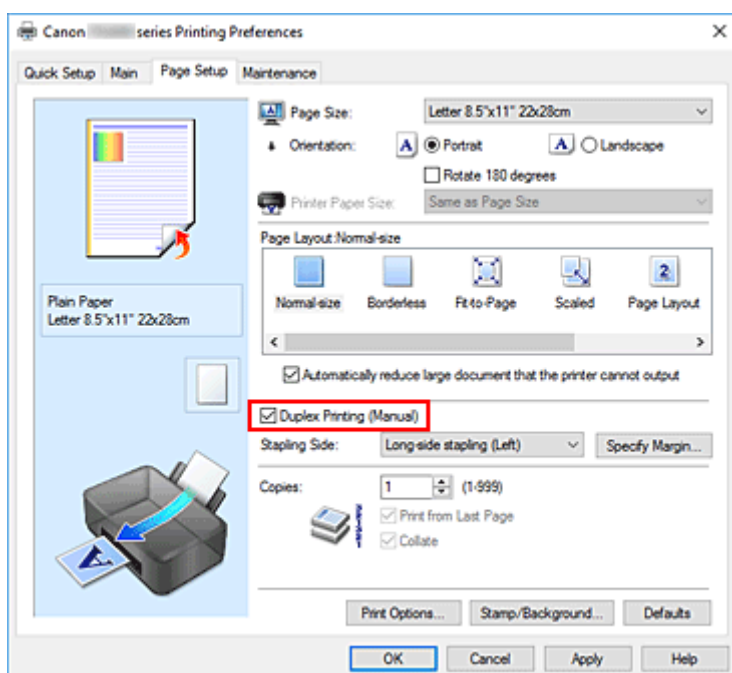 Canon series Printing Preferences
Quick Setup Main Page Setup Maintenance
Page Size: Letter 8.5"x11" 22x28cm
Orientation: A Portrait A Landscape
Rotate 180 degrees
Printer Paper Size: Same as Page Size
Page Layout:Normal-size
2
Normal-size Borderless Fit-to-Page Scaled Page Layout
Plain Paper
Letter 8.5"x11" 22x28cm
Automatically reduce large document that the printer cannot output
Duplex Printing (Manual)
Stapling Side: Long-side stapling (Left) Specify Margin...
Copies: 1 (1-999)
Print from Last Page
Collate
A
Print Options... Stamp/Background... Defaults
OK Cancel Apply Help